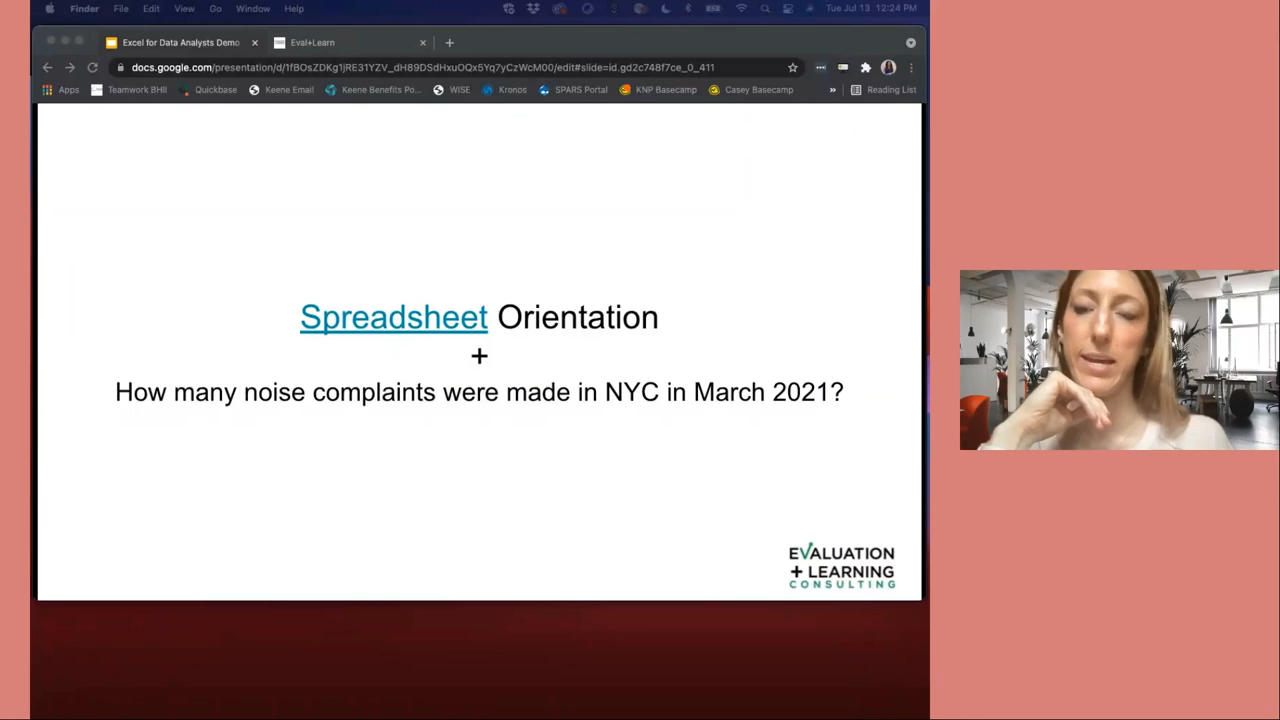 Finder File Edit View Go Window Help Tue Jul 13 12:24 PM
Excel for Data Analysts Demo Eval+Learn
docs.google.com/presentation/d/1fBOsZDKg1jRE31YZV_dH89DSdHxuOQx5Yq7yCzWcM00/edit#slide=id.gd2c748f7ce_0_411
Apps Teamwork BHII Quickbase Keene Email Keene Benefits Po... WISE Kronos SPARS Portal KNP Basecamp Casey Basecamp » Reading List
Spreadsheet Orientation
+
How many noise complaints were made in NYC in March 2021?
EVALUATION
+ LEARNING
CONSULTING